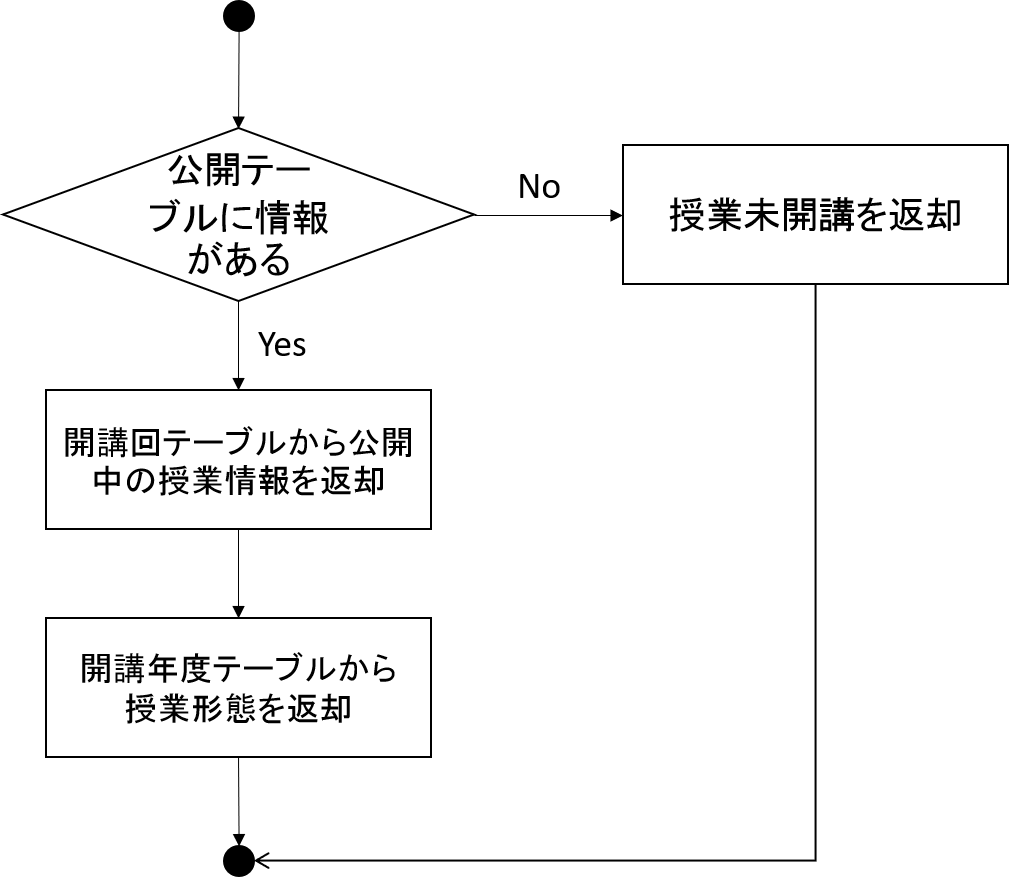 公開テー
ブルに情報
がある
No
授業未開講を返却
Yes
開講回テーブルから公開
中の授業情報を返却
開講年度テーブルから
授業形態を返却